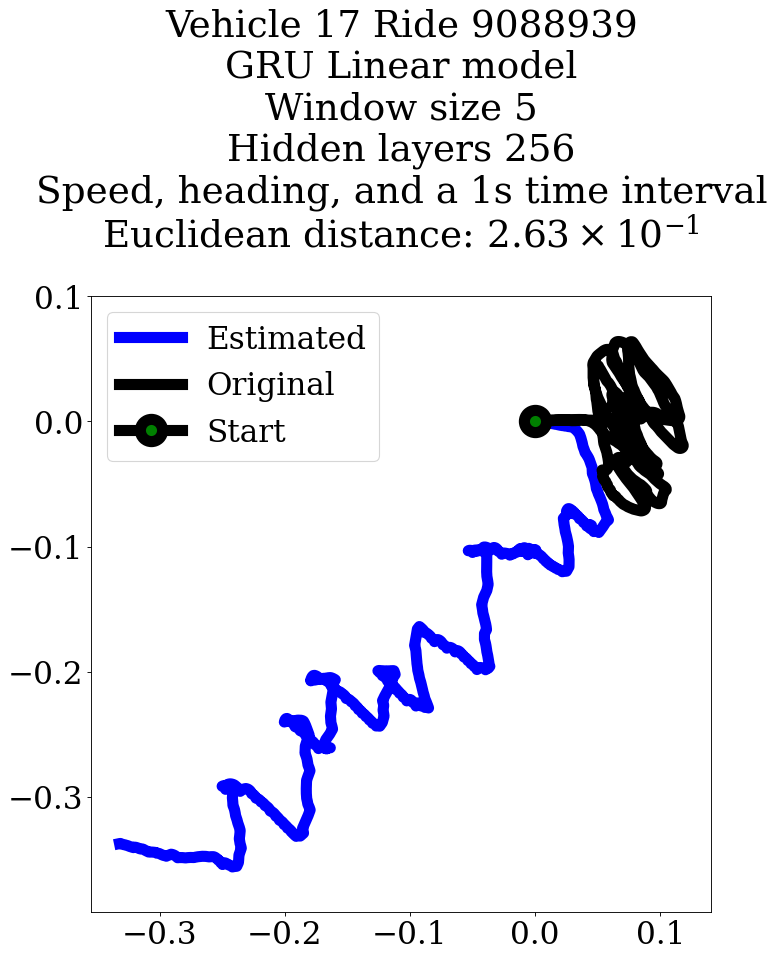 Vehicle 17 Ride 9088939
GRU Linear model
Window size 5
Hidden layers 256
Speed, heading, and a 1s time interval
Euclidean distance: 2.63 × 10⁻¹
Estimated
Original
Start
0.1
0.0
−0.1
−0.2
−0.3
−0.3 −0.2 −0.1 0.0 0.1